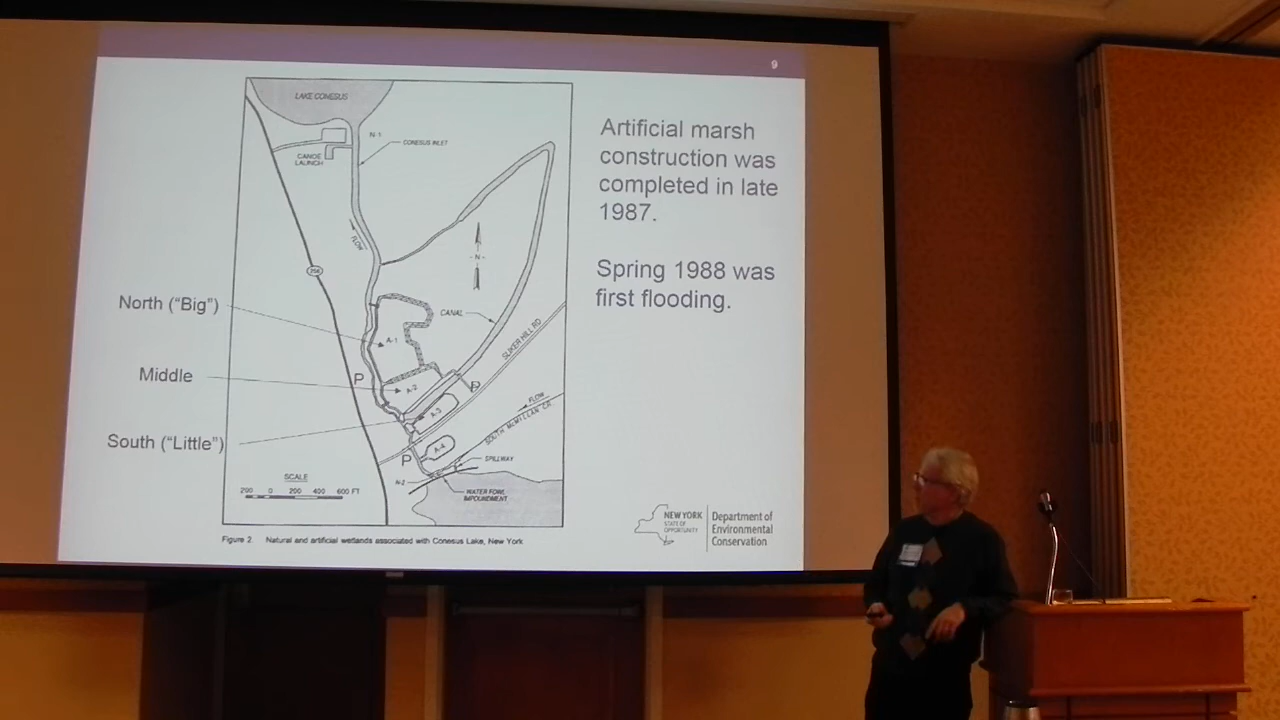 9
LAKE CONESUS
N-1
CONESUS INLET
CANOE
LAUNCH
FLOW
N
256
North ("Big")
A-1
CANAL
SLIKER HILL RD
Middle
P
A-2
P
A-3
FLOW
SOUTH McMILLAN CR
South ("Little")
A-4
P
SPILLWAY
N-2
WATER FOWL
IMPOUNDMENT
SCALE
200 0 200 400 600 FT
Figure 2. Natural and artificial wetlands associated with Conesus Lake, New York
Artificial marsh
construction was
completed in late
1987.
Spring 1988 was
first flooding.
NEW YORK
STATE OF
OPPORTUNITY
Department of
Environmental
Conservation